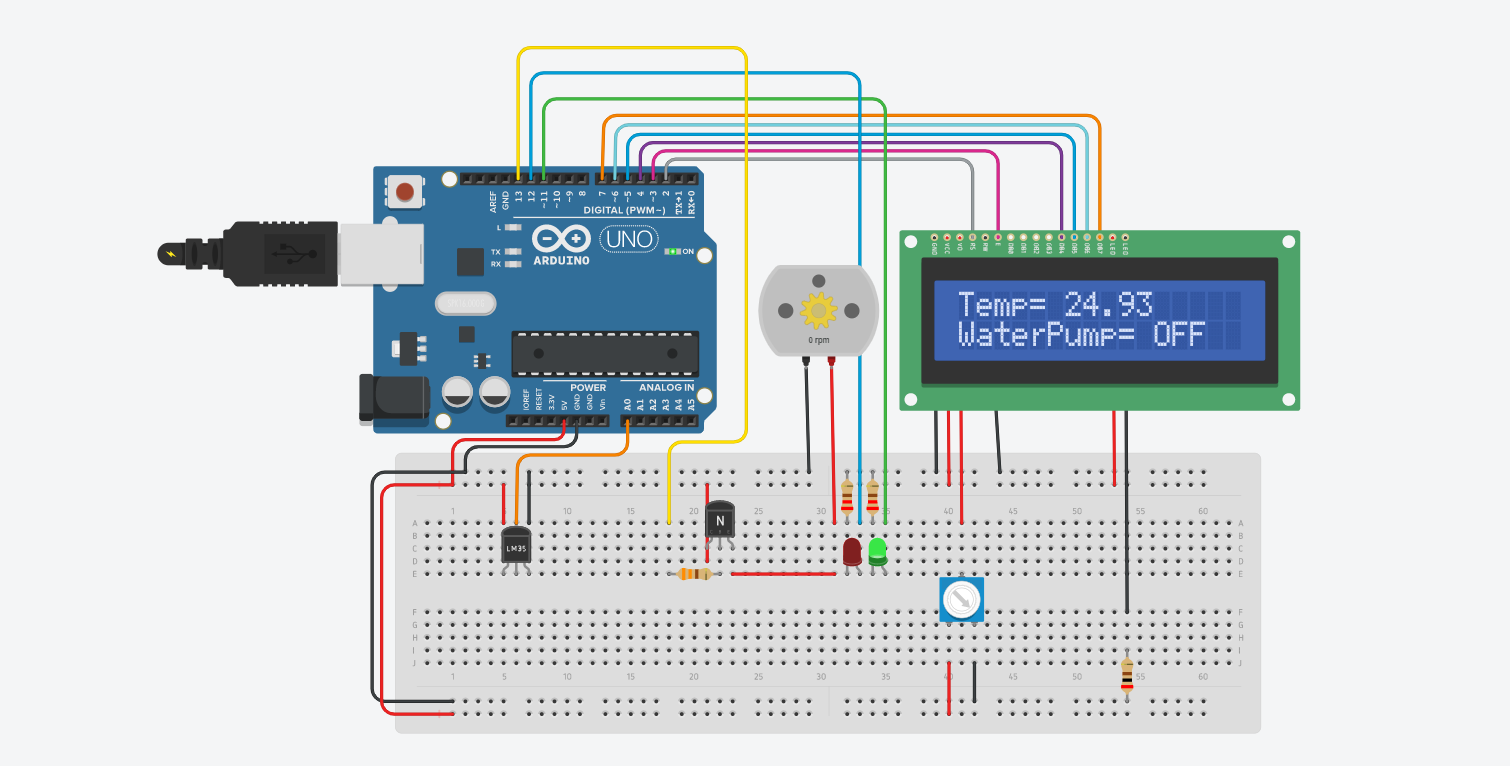 AREF
GND
13
12
~11
~10
~9
8
7
~6
~5
4
~3
2
TX→1
RX←0
DIGITAL (PWM~)
L
TX
RX
ARDUINO
UNO
ON
POWER
ANALOG IN
IOREF
RESET
3.3V
5V
GND
GND
Vin
A0
A1
A2
A3
A4
A5
0 rpm
GND
VCC
VO
RS
RW
E
DB0
DB1
DB2
DB3
DB4
DB5
DB6
DB7
LED
LED
Temp= 24.93
WaterPump= OFF
1 5 10 15 20 25 30 35 40 45 50 55 60
A A
B B
C C
D D
E E
N
LM35
F F
G G
H H
I I
J J
1 5 10 15 20 25 30 35 40 45 50 55 60